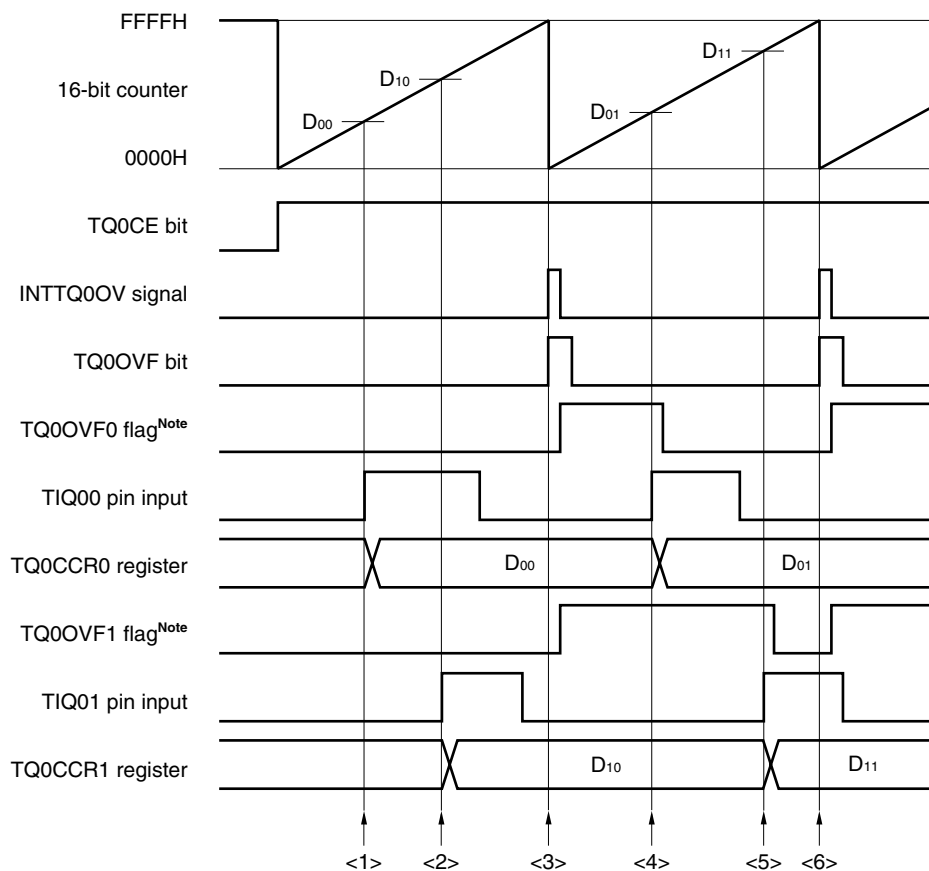 FFFFH
16-bit counter
0000H
D00
D10
D01
D11
TQ0CE bit
INTTQ0OV signal
TQ0OVF bit
TQ0OVF0 flagNote
TIQ00 pin input
TQ0CCR0 register
D00
D01
TQ0OVF1 flagNote
TIQ01 pin input
TQ0CCR1 register
D10
D11
<1> <2> <3> <4> <5> <6>